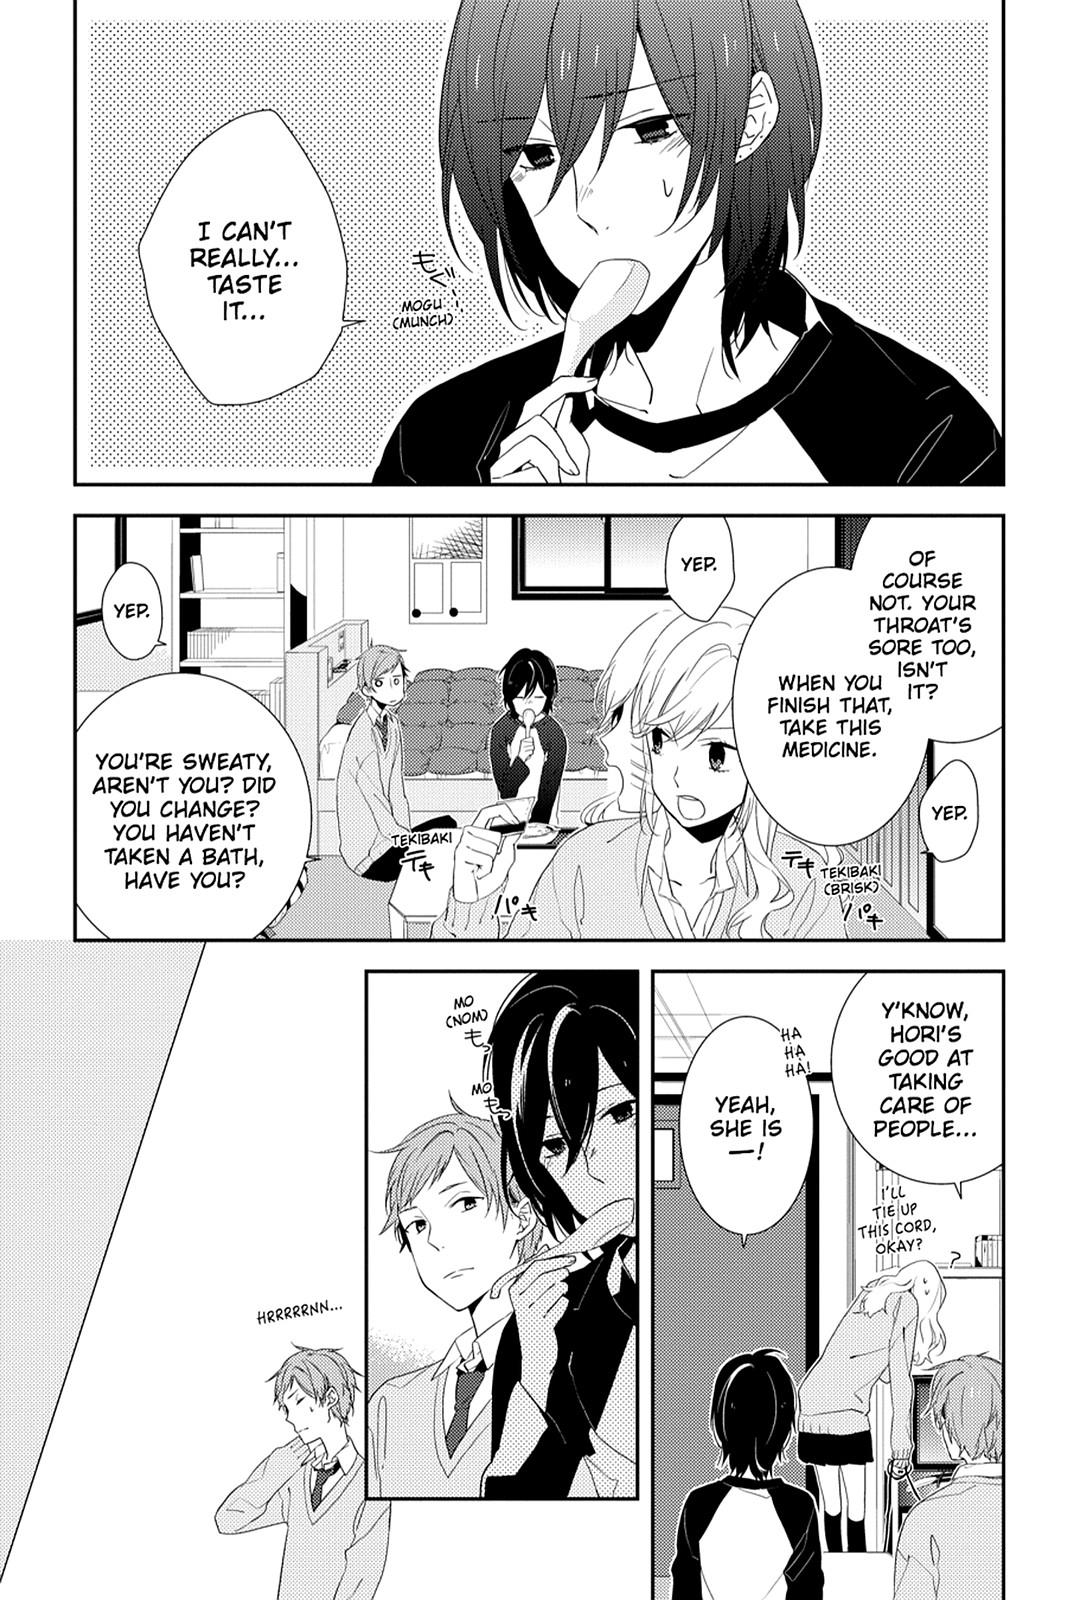 I CAN'T
REALLY...
TASTE
IT...
もぐ
MOGU
(MUNCH)
OF
COURSE
NOT. YOUR
THROAT'S
SORE TOO,
ISN'T
IT?
WHEN YOU
FINISH THAT,
TAKE THIS
MEDICINE.
YEP.
YEP.
テキ
パキ
TEKIBAKI
(BRISK)
TEKIBAKI
テキ
パキ
YEP.
YOU'RE SWEATY,
AREN'T YOU? DID
YOU CHANGE?
YOU HAVEN'T
TAKEN A BATH,
HAVE YOU?
Y'KNOW,
HORI'S
GOOD AT
TAKING
CARE OF
PEOPLE...
HA
HA
HA!
YEAH,
SHE IS
—!
I'LL
TIE UP
THIS CORD,
OKAY?
?
MO
(NOM)
もっ
MO
もっ
HRRRRRNN...